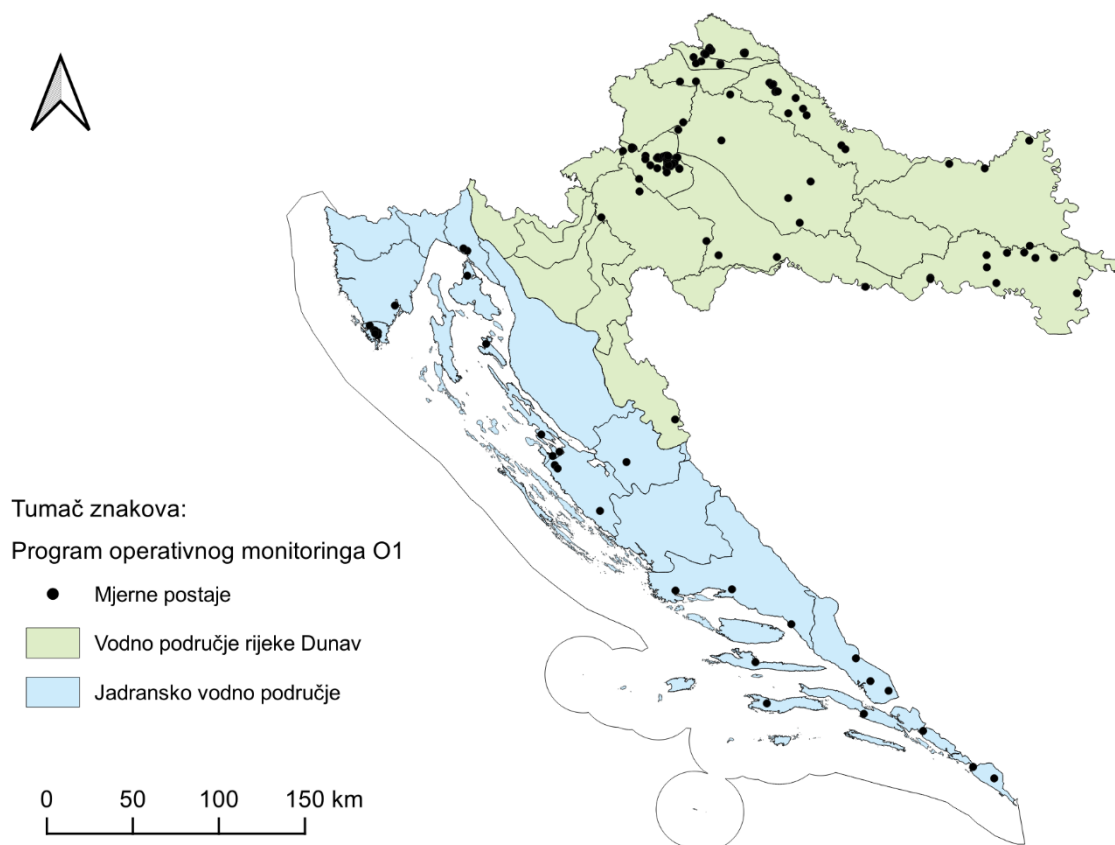 Tumač znakova:
Program operativnog monitoringa O1
Mjerne postaje
Vodno područje rijeke Dunav
Jadransko vodno područje
0 50 100 150 km